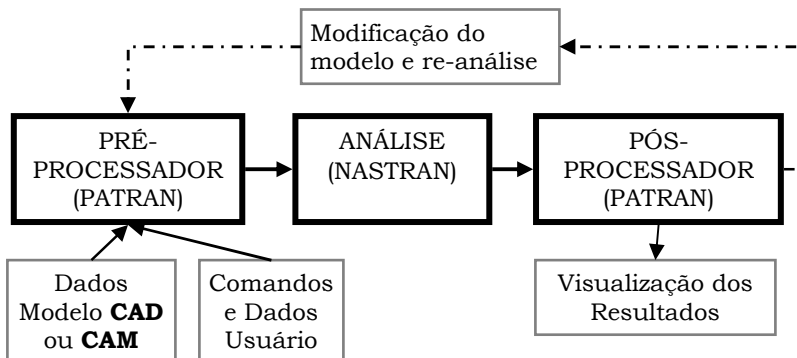 Modificação do
modelo e re-análise
PRÉ-
PROCESSADOR
(PATRAN)
ANÁLISE
(NASTRAN)
PÓS-
PROCESSADOR
(PATRAN)
Dados
Modelo CAD
ou CAM
Comandos
e Dados
Usuário
Visualização dos
Resultados